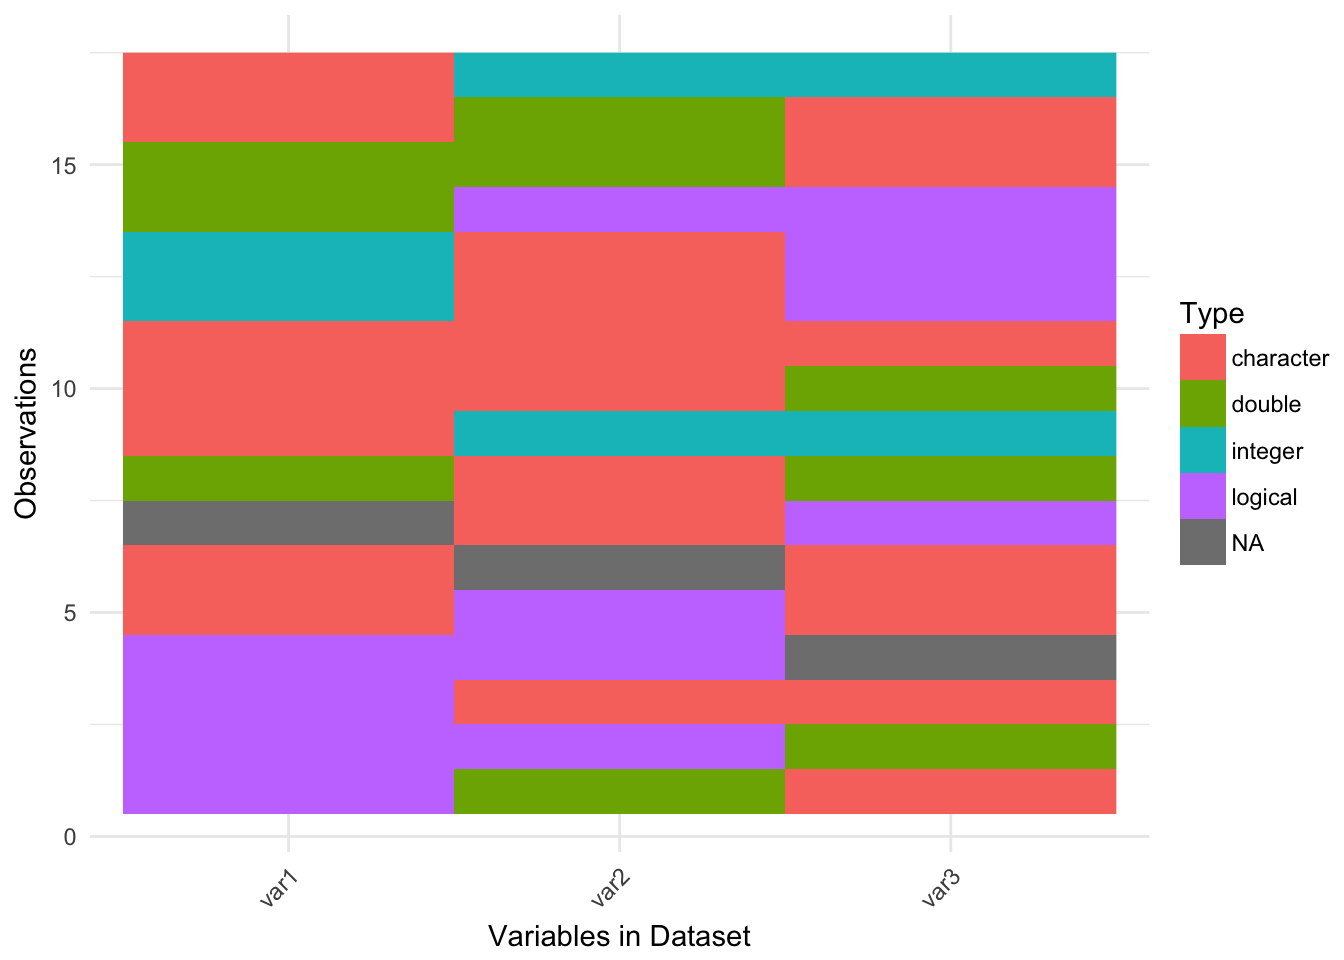 15
10
5
0
Observations
var1
var2
var3
Variables in Dataset
Type
character
double
integer
logical
NA